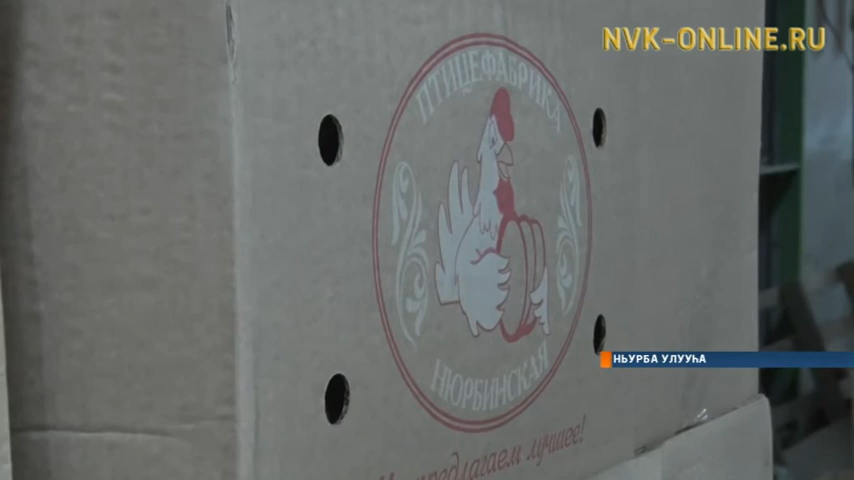 NVK-ONLINE.RU
ПТИЦЕФАБРИКА
НЮРБИНСКАЯ
предлагаем лучшее!
НЬУРБА УЛУУҺА